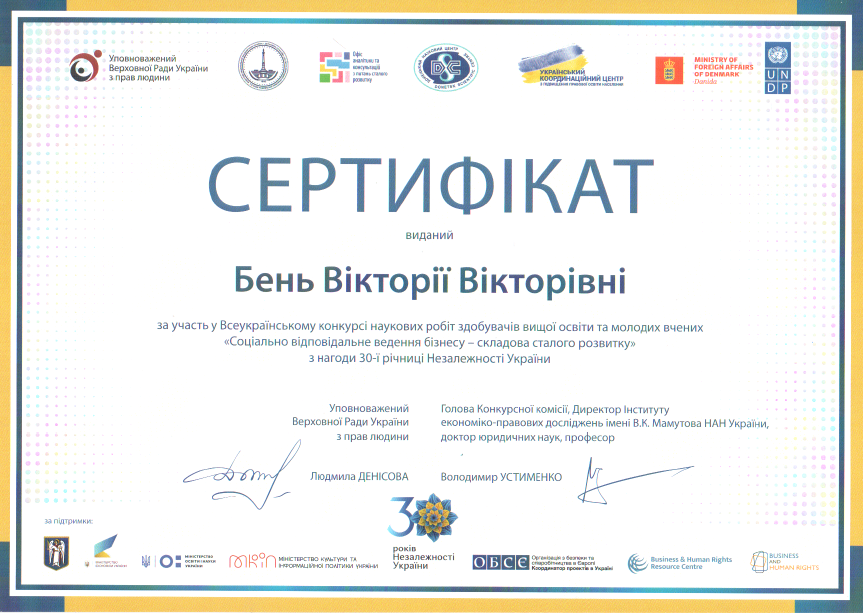 Уповноважений
Верховної Ради України
з прав людини
Офіс
аналітики та
консультацій
з питань сталого
розвитку
УКРАЇНСЬКИЙ
КООРДИНАЦІЙНИЙ ЦЕНТР
З ПІДВИЩЕННЯ ПРАВОВОЇ ОСВІТИ НАСЕЛЕННЯ
MINISTRY OF
FOREIGN AFFAIRS
OF DENMARK
Danida
U N
D P
СЕРТИФІКАТ
виданий
Бень Вікторії Вікторівні
за участь у Всеукраїнському конкурсі наукових робіт здобувачів вищої освіти та молодих вчених
«Соціально відповідальне ведення бізнесу – складова сталого розвитку»
з нагоди 30-ї річниці Незалежності України
Уповноважений
Верховної Ради України
з прав людини
Людмила ДЕНІСОВА
Голова Конкурсної комісії, Директор Інституту
економіко-правових досліджень імені В.К. Мамутова НАН України,
доктор юридичних наук, професор
Володимир УСТИМЕНКО
за підтримки:
30
років
Незалежності
України
МІНІСТЕРСТВО
ОСВІТИ І НАУКИ
УКРАЇНИ
МКІП
МІНІСТЕРСТВО КУЛЬТУРИ ТА
ІНФОРМАЦІЙНОЇ ПОЛІТИКИ УКРАЇНИ
ОБСЄ
Організація з безпеки та
співробітництва в Європі
Координатор проектів в Україні
Business & Human Rights
Resource Centre
BUSINESS
AND
HUMAN RIGHTS